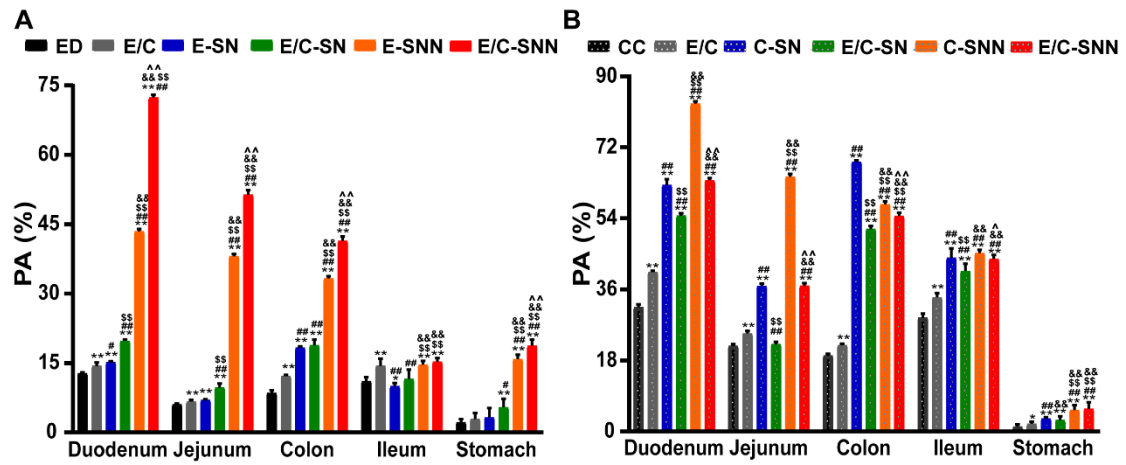 A
B
ED E/C E-SN E/C-SN E-SNN E/C-SNN
CC E/C C-SN E/C-SN C-SNN E/C-SNN
PA (%)
75
60
45
30
15
0
Duodenum Jejunum Colon Ileum Stomach
PA (%)
90
72
54
36
18
0
Duodenum Jejunum Colon Ileum Stomach